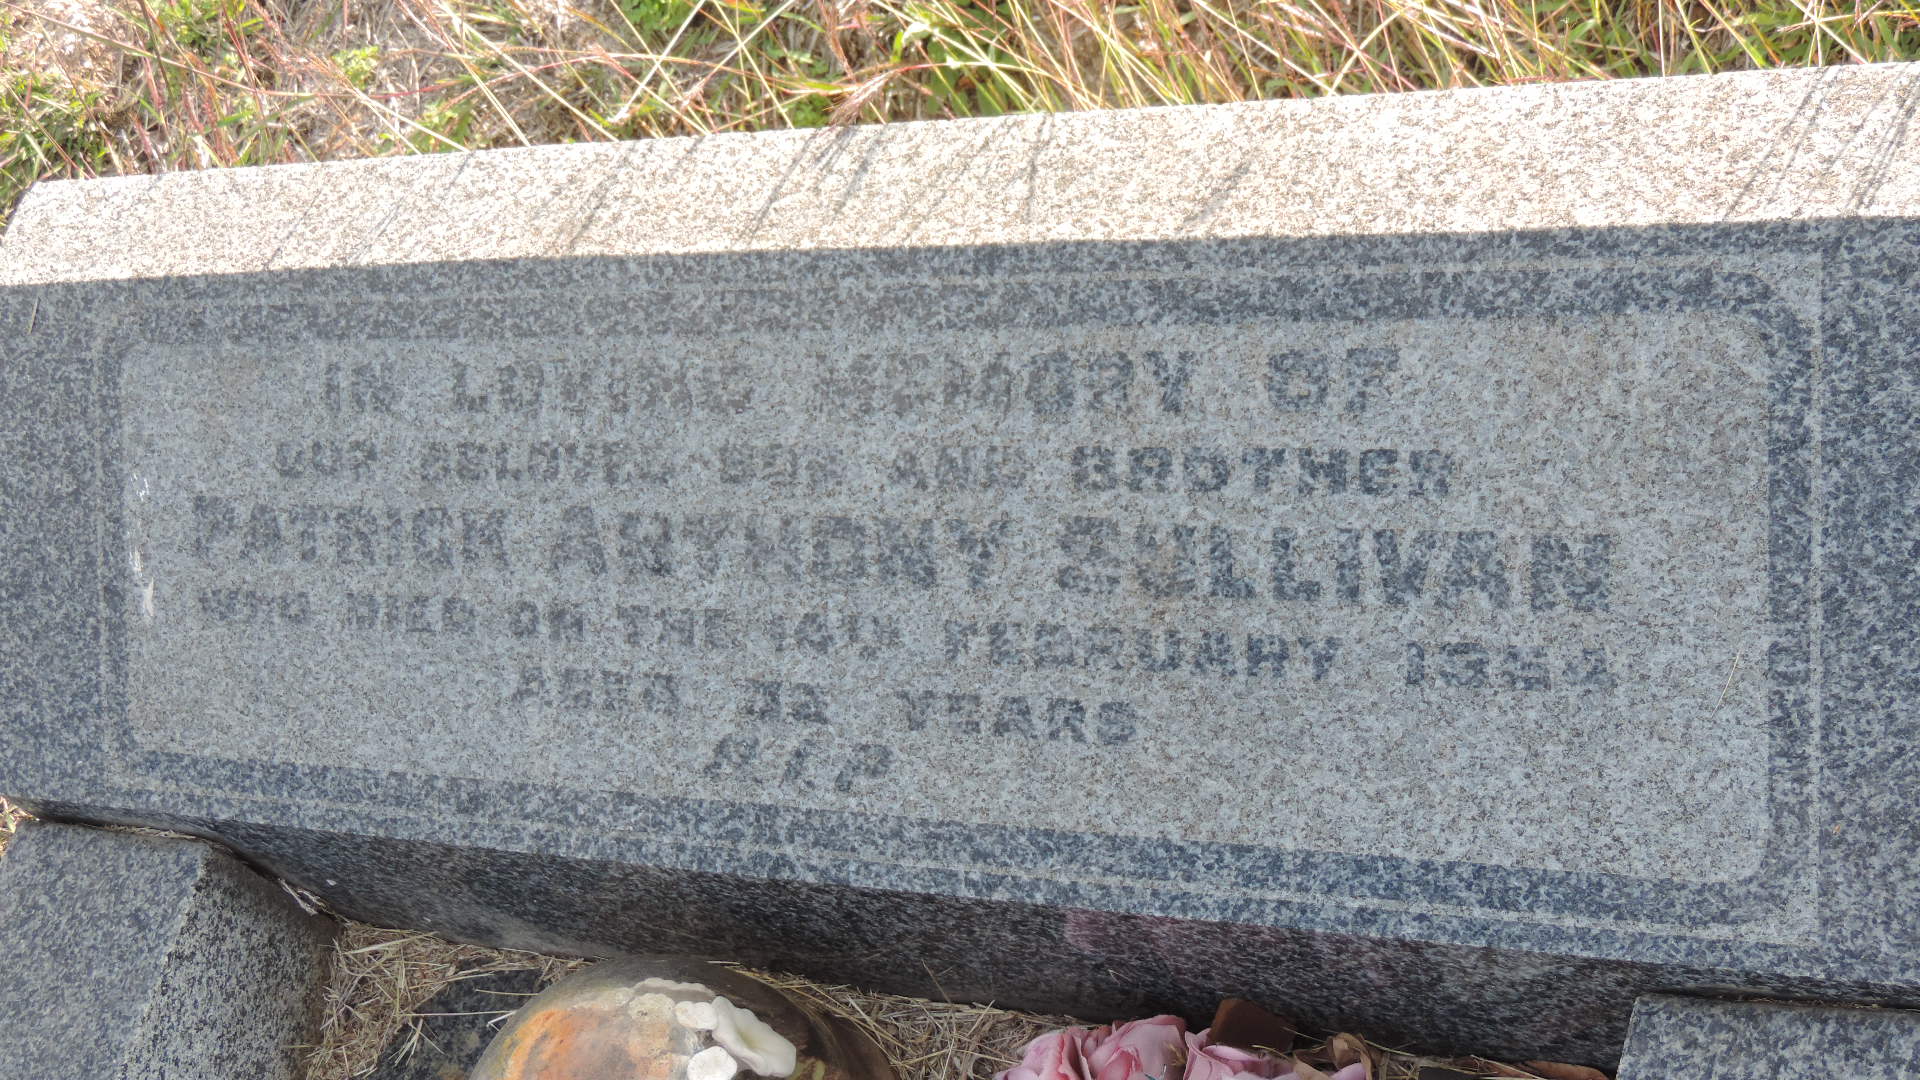 IN LOVING MEMORY OF
OUR BELOVED SON AND BROTHER
PATRICK ANTHONY SULLIVAN
WHO DIED ON THE 14TH FEBRUARY
AGED YEARS
R.I.P